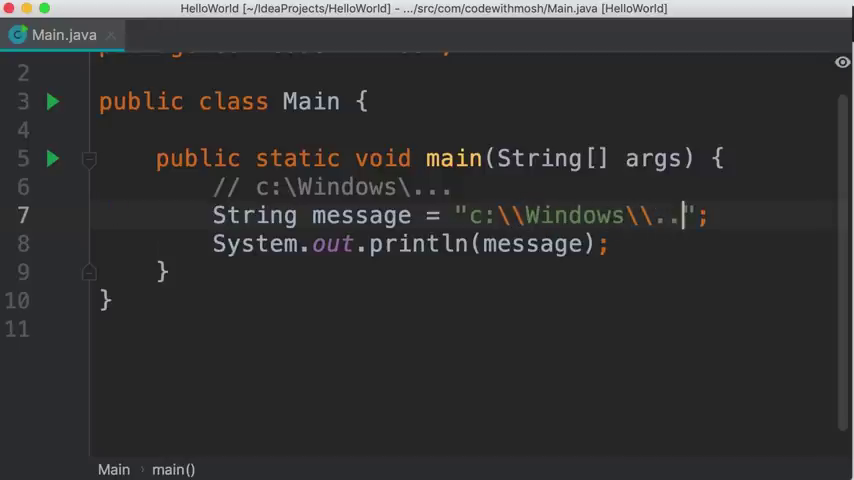 HelloWorld [~/IdeaProjects/HelloWorld] - .../src/com/codewithmosh/Main.java [HelloWorld]
Main.java
2
3 public class Main {
4
5 public static void main(String[] args) {
6 // c:\Windows\...
7 String message = "c:\\Windows\\..";
8 System.out.println(message);
9 }
10 }
11
Main main()